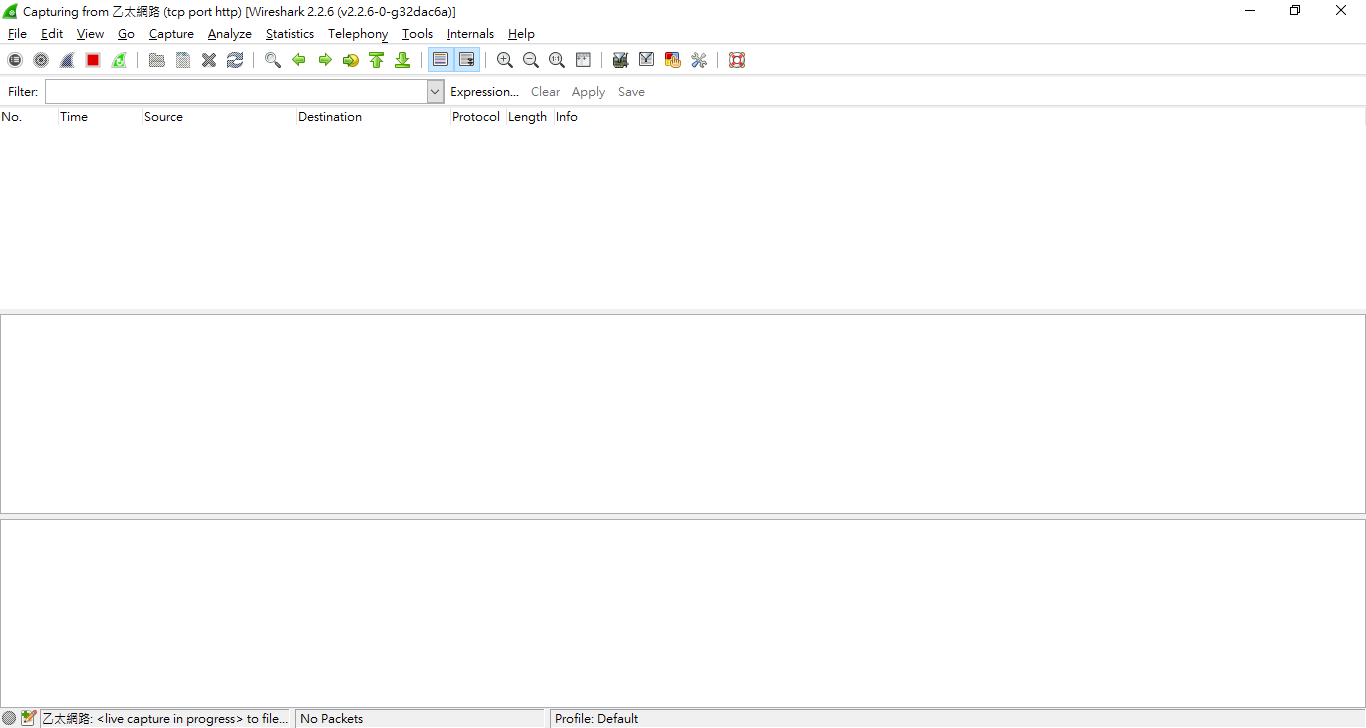 Capturing from 乙太網路 (tcp port http) [Wireshark 2.2.6 (v2.2.6-0-g32dac6a)]
File Edit View Go Capture Analyze Statistics Telephony Tools Internals Help
Filter: Expression... Clear Apply Save
No. Time Source Destination Protocol Length Info
乙太網路: <live capture in progress> to file... No Packets Profile: Default